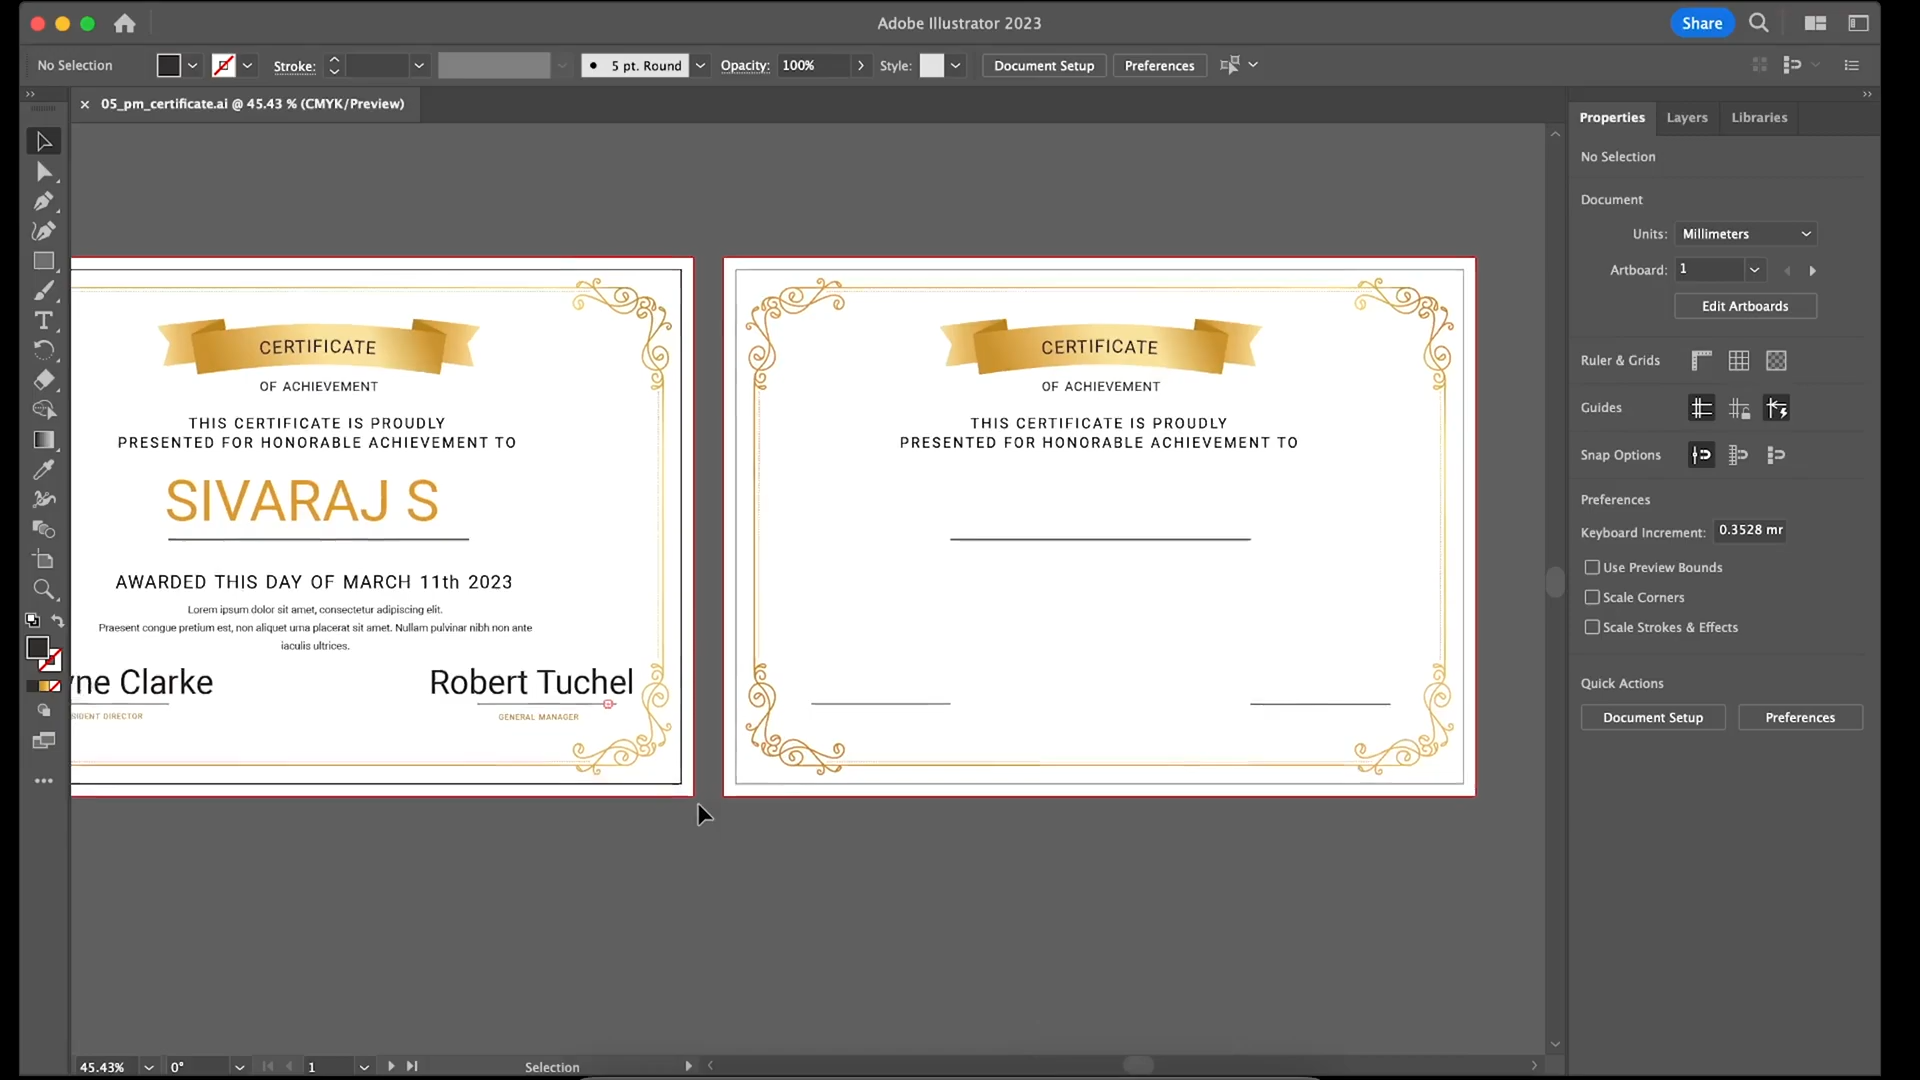 Adobe Illustrator 2023
Share
No Selection
Stroke:
5 pt. Round
Opacity:
100%
Style:
Document Setup
Preferences
05_pm_certificate.ai @ 45.43 % (CMYK/Preview)
CERTIFICATE
OF ACHIEVEMENT
THIS CERTIFICATE IS PROUDLY
PRESENTED FOR HONORABLE ACHIEVEMENT TO
SIVARAJ S
AWARDED THIS DAY OF MARCH 11th 2023
Lorem ipsum dolor sit amet, consectetur adipiscing elit.
Praesent congue pretium est, non aliquet urna placerat sit amet. Nullam pulvinar nibh non ante
iaculis ultrices.
Clarke
Robert Tuchel
DIRECTOR
GENERAL MANAGER
CERTIFICATE
OF ACHIEVEMENT
THIS CERTIFICATE IS PROUDLY
PRESENTED FOR HONORABLE ACHIEVEMENT TO
Properties
Layers
Libraries
No Selection
Document
Units:
Millimeters
Artboard:
1
Edit Artboards
Ruler & Grids
Guides
Snap Options
Preferences
Keyboard Increment:
0.3528
Use Preview Bounds
Scale Corners
Scale Strokes & Effects
Quick Actions
Document Setup
Preferences
45.43%
0°
1
Selection